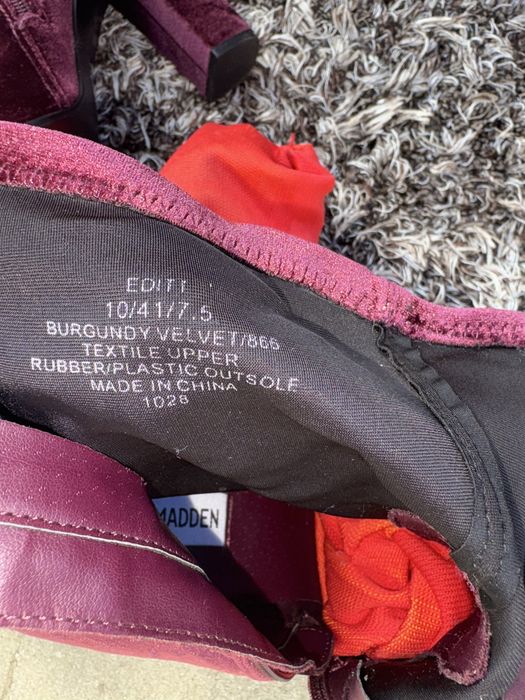 EDITT
10/41/7.5
BURGUNDY VELVET/866
TEXTILE UPPER
RUBBER/PLASTIC OUTSOLE
MADE IN CHINA
1028
MADDEN